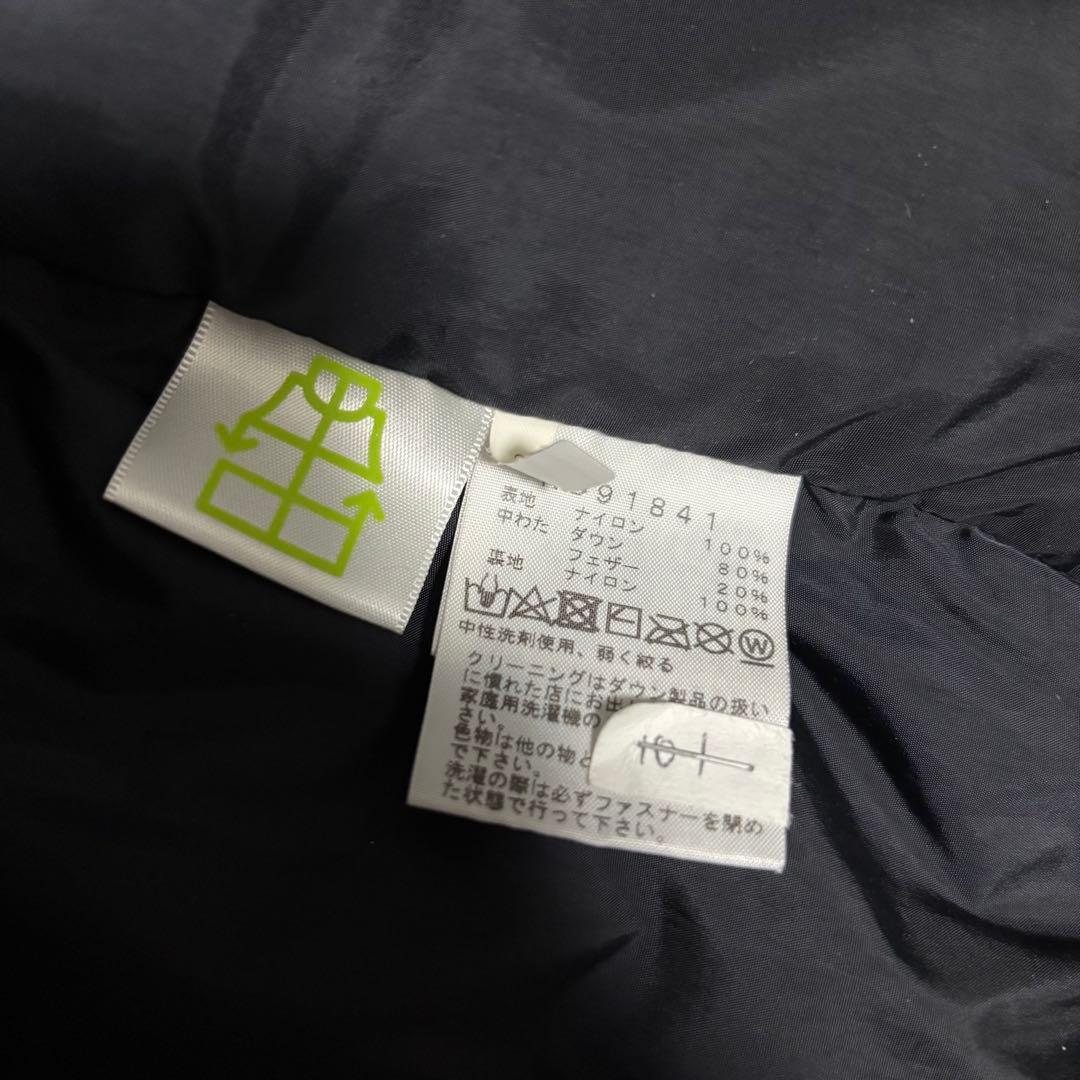 91841
表地 ナイロン 100%
中わた ダウン 80%
フェザー 20%
裏地 ナイロン 100%
W
中性洗剤使用、弱く絞る
クリーニングはダウン製品の扱い
に慣れた店にお出
家庭用洗濯機の
さい。
色物は他の物と
で下さい。
洗濯の際は必ずファスナーを閉め
た状態で行って下さい。